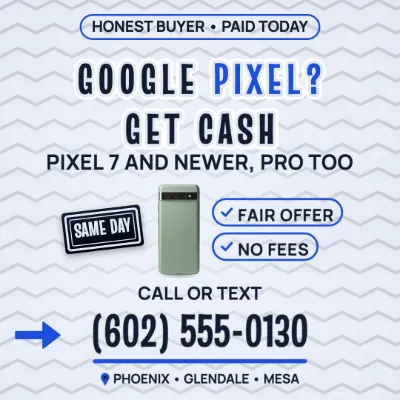 HONEST BUYER • PAID TODAY
GOOGLE PIXEL?
GET CASH
PIXEL 7 AND NEWER, PRO TOO
SAME DAY
FAIR OFFER
NO FEES
CALL OR TEXT
(602) 555-0130
PHOENIX • GLENDALE • MESA